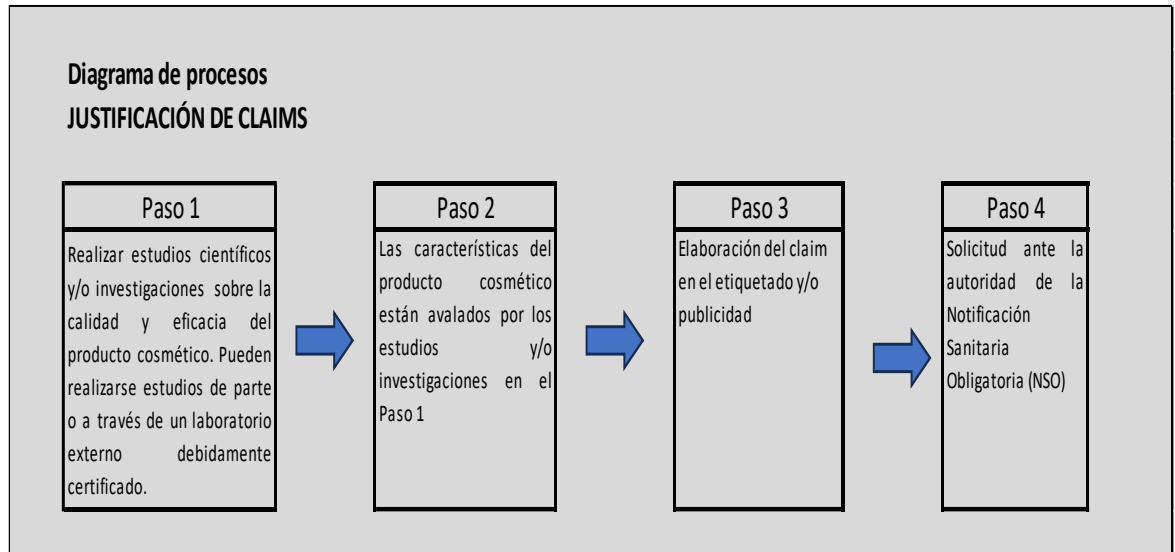 Diagrama de procesos
JUSTIFICACIÓN DE CLAIMS
Paso 1
Realizar estudios científicos
y/o investigaciones sobre la
calidad y eficacia del
producto cosmético. Pueden
realizarse estudios de parte
o a través de un laboratorio
externo debidamente
certificado.
Paso 2
Las características del
producto cosmético
están avalados por los
estudios y/o
investigaciones en el
Paso 1
Paso 3
Elaboración del claim
en el etiquetado y/o
publicidad
Paso 4
Solicitud ante la
autoridad de la
Notificación
Sanitaria
Obligatoria (NSO)